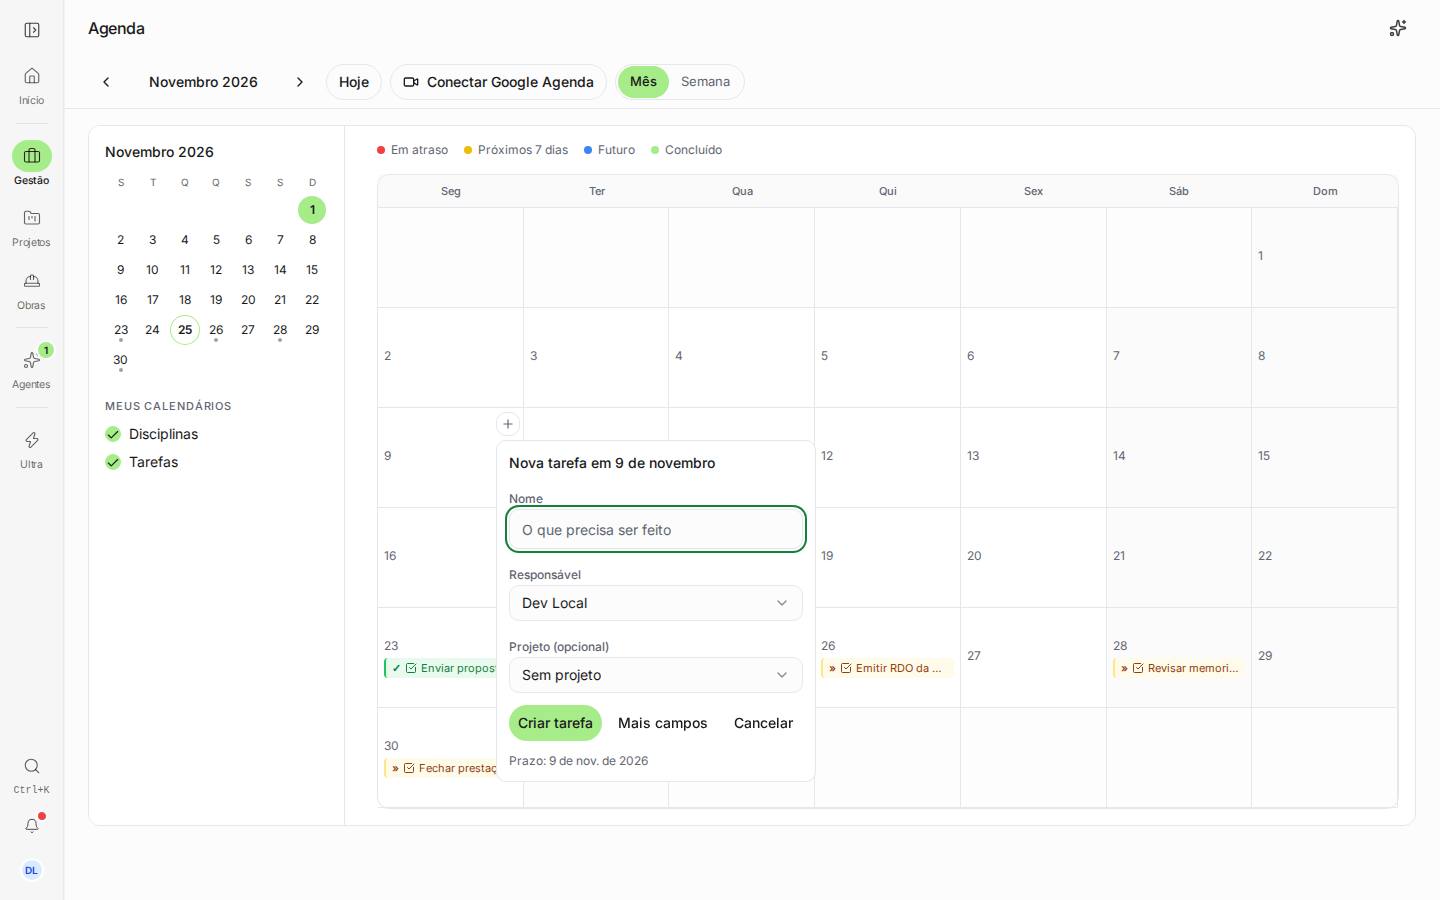 Agenda
Novembro 2026
Hoje
Conectar Google Agenda
Mês
Semana
Início
Gestão
Projetos
Obras
1
Agentes
Ultra
Ctrl+K
DL
Novembro 2026
S T Q Q S S D
1
2 3 4 5 6 7 8
9 10 11 12 13 14 15
16 17 18 19 20 21 22
23 24 25 26 27 28 29
30
MEUS CALENDÁRIOS
Disciplinas
Tarefas
Em atraso
Próximos 7 dias
Futuro
Concluído
Seg Ter Qua Qui Sex Sáb Dom
1
2 3 4 5 6 7 8
9 12 13 14 15
16 19 20 21 22
23 26 27 28 29
Enviar propos
» Emitir RDO da ...
» Revisar memori...
30
» Fechar prestaç
Nova tarefa em 9 de novembro
Nome
O que precisa ser feito
Responsável
Dev Local
Projeto (opcional)
Sem projeto
Criar tarefa
Mais campos
Cancelar
Prazo: 9 de nov. de 2026